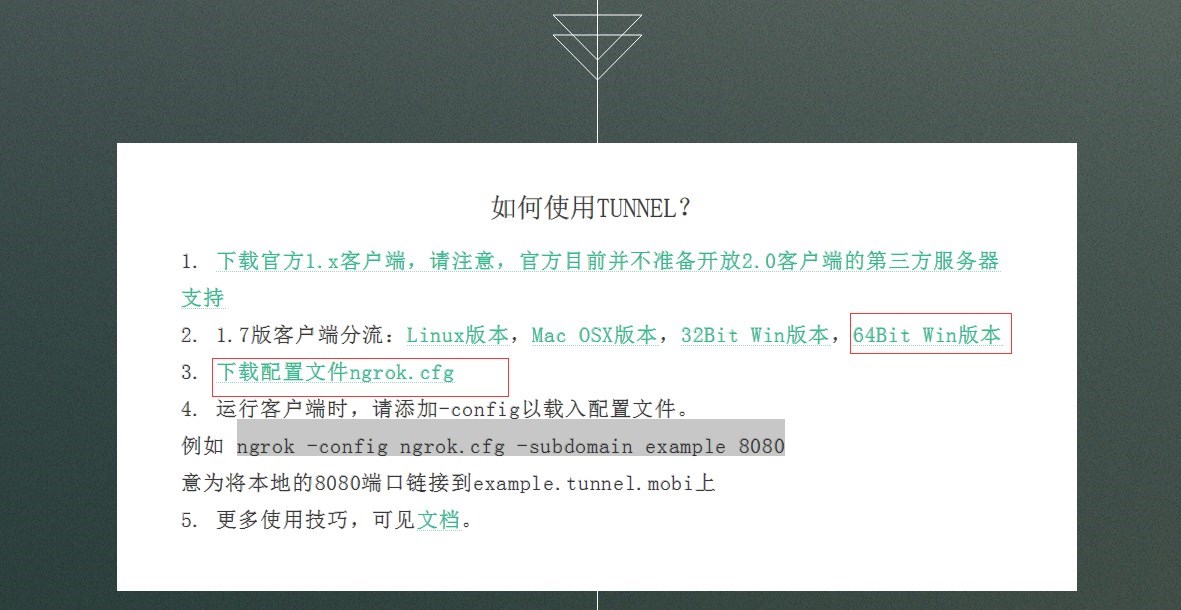 如何使用TUNNEL？
1. 下载官方1.x客户端，请注意，官方目前并不准备开放2.0客户端的第三方服务器
支持
2. 1.7版客户端分流：Linux版本，Mac OSX版本，32Bit Win版本，64Bit Win版本
3. 下载配置文件ngrok.cfg
4. 运行客户端时，请添加-config以载入配置文件。
例如 ngrok -config ngrok.cfg -subdomain example 8080
意为将本地的8080端口链接到example.tunnel.mobi上
5. 更多使用技巧，可见文档。